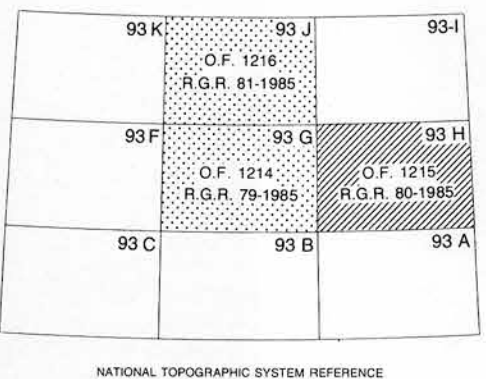 93 K
93 J
93-I
O.F. 1216
R.G.R. 81-1985
93 F
93 G
93 H
O.F. 1214
R.G.R. 79-1985
O.F. 1215
R.G.R. 80-1985
93 C
93 B
93 A
NATIONAL TOPOGRAPHIC SYSTEM REFERENCE